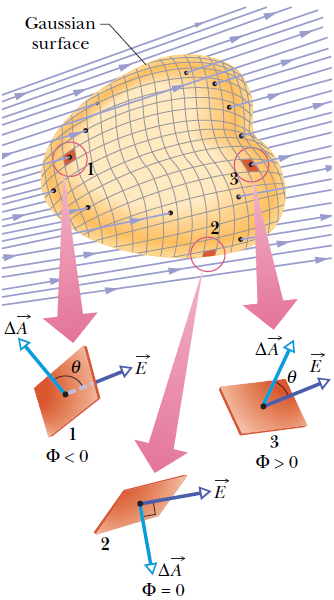 Gaussian
surface
1
3
2
ΔA⃗
θ
E⃗
1
Φ < 0
ΔA⃗
E⃗
θ
3
Φ > 0
E⃗
2
ΔA⃗
Φ = 0